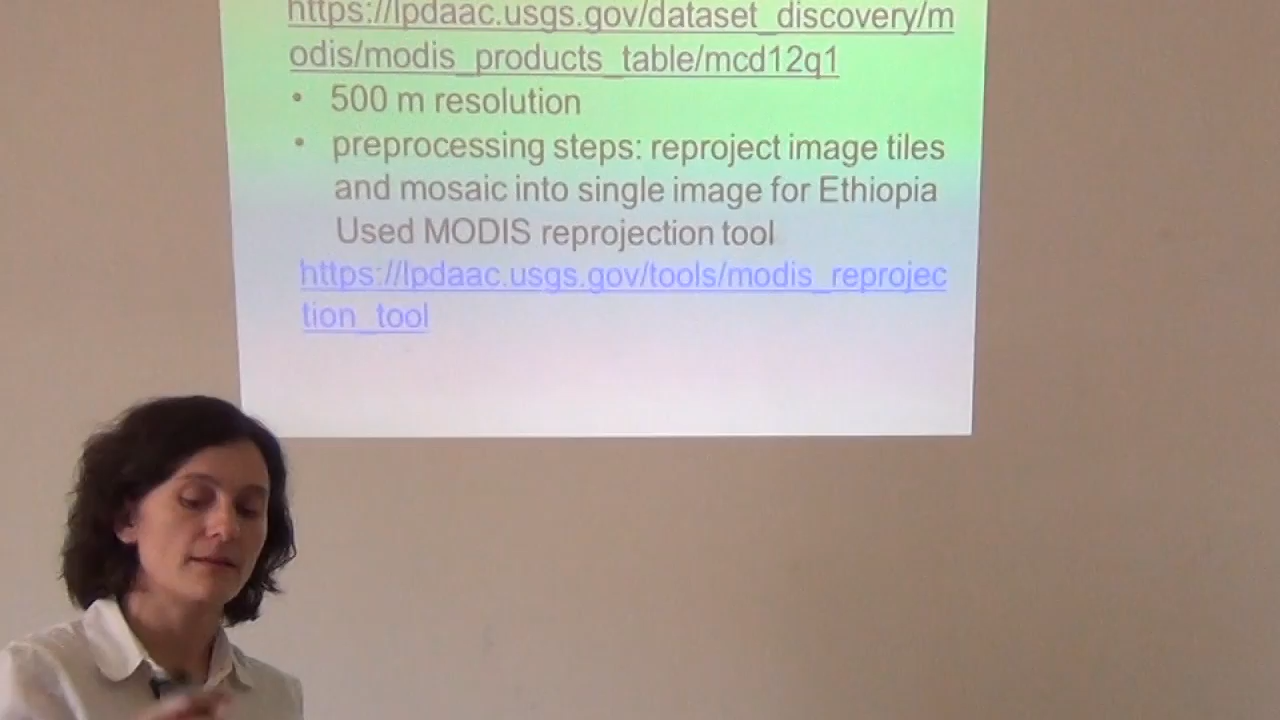 https://lpdaac.usgs.gov/dataset_discovery/m
odis/modis_products_table/mcd12q1
• 500 m resolution
• preprocessing steps: reproject image tiles
and mosaic into single image for Ethiopia
Used MODIS reprojection tool
https://lpdaac.usgs.gov/tools/modis_reprojec
tion_tool